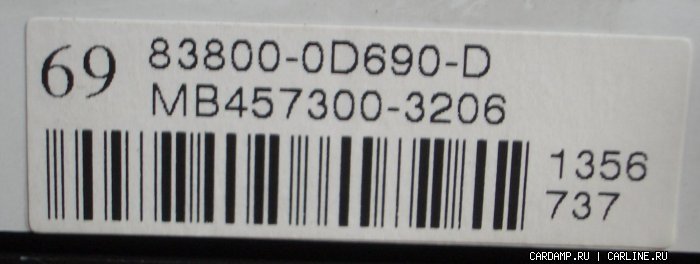 69
83800-0D690-D
MB457300-3206
1356
737
CARDAMP.RU | CARLINE.RU